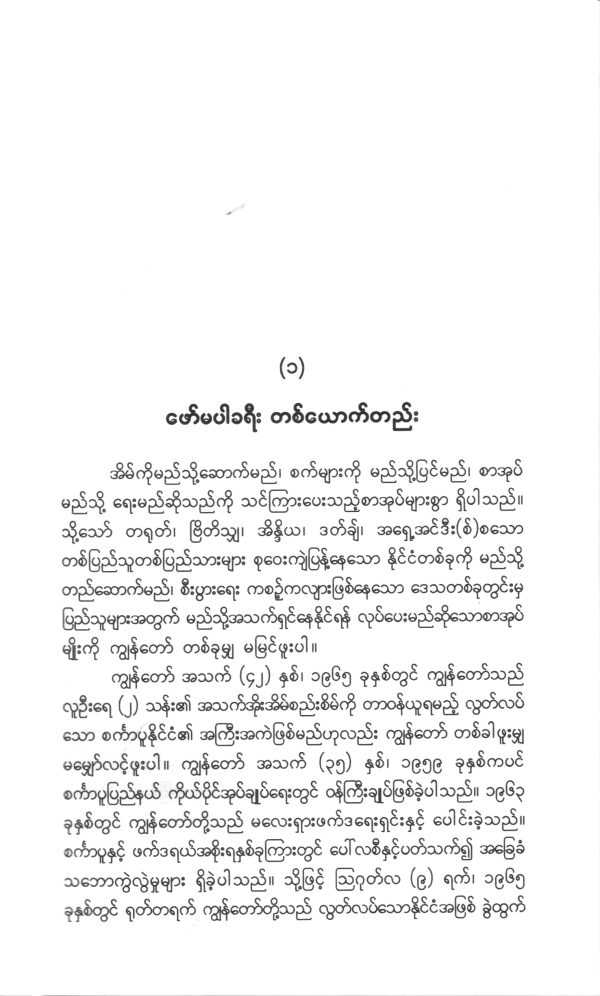 (၁)
ဖော်မပါခရီး တစ်ယောက်တည်း
အိမ်ကိုမည်သို့ဆောက်မည်၊ စက်များကို မည်သို့ပြင်မည်၊ စာအုပ်
မည်သို့ ရေးမည်ဆိုသည်ကို သင်ကြားပေးသည့်စာအုပ်များစွာ ရှိပါသည်။
သို့သော် တရုတ်၊ ဗြိတိသျှ၊ အိန္ဒိယ၊ ဒတ်ချ်၊ အရှေ့အင်ဒီး(စ်)စသော
တစ်ပြည်သူတစ်ပြည်သားများ စုဝေးကျဲပြန့်နေသော နိုင်ငံတစ်ခုကို မည်သို့
တည်ဆောက်မည်၊ စီးပွားရေး ကစဉ့်ကလျားဖြစ်နေသော ဒေသတစ်ခုတွင်းမှ
ပြည်သူများအတွက် မည်သို့အသက်ရှင်နေနိုင်ရန် လုပ်ပေးမည်ဆိုသောစာအုပ်
မျိုးကို ကျွန်တော် တစ်ခုမျှ မမြင်ဖူးပါ။
ကျွန်တော် အသက် (၄၂) နှစ်၊ ၁၉၆၅ ခုနှစ်တွင် ကျွန်တော်သည်
လူဦးရေ (၂) သန်း၏ အသက်အိုးအိမ်စည်းစိမ်ကို တာဝန်ယူရမည့် လွတ်လပ်
သော စင်္ကာပူနိုင်ငံ၏ အကြီးအကဲဖြစ်မည်ဟုလည်း ကျွန်တော် တစ်ခါဖူးမျှ
မမျှော်လင့်ဖူးပါ။ ကျွန်တော် အသက် (၃၅) နှစ်၊ ၁၉၅၉ ခုနှစ်ကပင်
စင်္ကာပူပြည်နယ် ကိုယ်ပိုင်အုပ်ချုပ်ရေးတွင် ဝန်ကြီးချုပ်ဖြစ်ခဲ့ပါသည်။ ၁၉၆၃
ခုနှစ်တွင် ကျွန်တော်တို့သည် မလေးရှားဖက်ဒရေးရှင်းနှင့် ပေါင်းခဲ့သည်။
စင်္ကာပူနှင့် ဖက်ဒရယ်အစိုးရနှစ်ခုကြားတွင် ပေါ်လစီနှင့်ပတ်သက်၍ အခြေခံ
သဘောကွဲလွဲမှုများ ရှိခဲ့ပါသည်။ သို့ဖြင့် ဩဂုတ်လ (၉) ရက်၊ ၁၉၆၅
ခုနှစ်တွင် ရုတ်တရက် ကျွန်တော်တို့သည် လွတ်လပ်သောနိုင်ငံအဖြစ် ခွဲထွက်